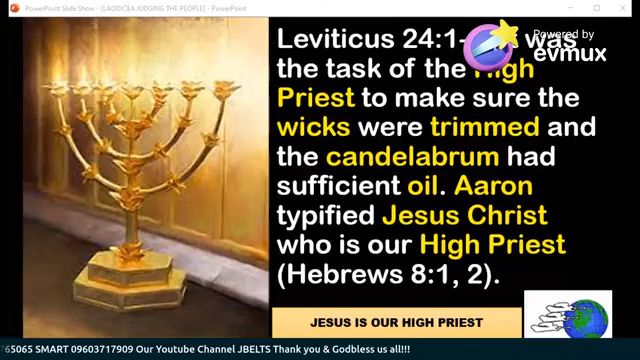 PowerPoint Slide Show - [LAODICEA JUDGING THE PEOPLE] - PowerPoint
Powered by
evmux
Leviticus 24:1- was
the task of the High
Priest to make sure the
wicks were trimmed and
the candelabrum had
sufficient oil. Aaron
typified Jesus Christ
who is our High Priest
(Hebrews 8:1, 2).
JESUS IS OUR HIGH PRIEST
765065 SMART 09603717909 Our Youtube Channel JBELTS Thank you & Godbless us all!!!